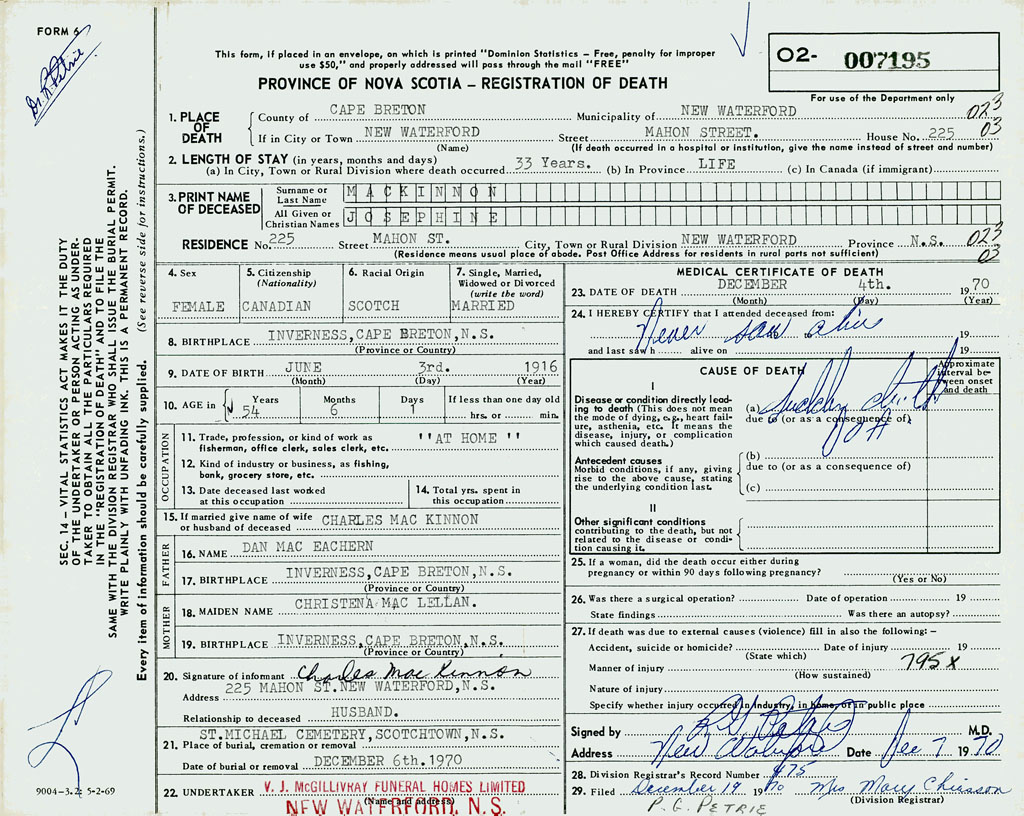 FORM 6
Dr. R. Petrie
This form, if placed in an envelope, on which is printed "Dominion Statistics – Free, penalty for improper
use $50," and properly addressed will pass through the mail "FREE"
PROVINCE OF NOVA SCOTIA – REGISTRATION OF DEATH
02- 007195
For use of the Department only
1. PLACE OF DEATH County of CAPE BRETON Municipality of NEW WATERFORD 023
If in City or Town NEW WATERFORD Street MAHON STREET. House No. 225 03
(Name) (If death occurred in a hospital or institution, give the name instead of street and number)
2. LENGTH OF STAY (in years, months and days)
(a) In City, Town or Rural Division where death occurred 33 Years. (b) In Province LIFE (c) In Canada (if immigrant)
3. PRINT NAME OF DECEASED Surname or Last Name MACKINNON
All Given or Christian Names JOSEPHINE
RESIDENCE No. 225 Street MAHON ST. City, Town or Rural Division NEW WATERFORD Province N.S. 023
(Residence means usual place of abode. Post Office Address for residents in rural parts not sufficient) 03
4. Sex FEMALE
5. Citizenship (Nationality) CANADIAN
6. Racial Origin SCOTCH
7. Single, Married, Widowed or Divorced (write the word) MARRIED
8. BIRTHPLACE INVERNESS,CAPE BRETON,N.S.
(Province or Country)
9. DATE OF BIRTH JUNE 3rd. 1916
(Month) (Day) (Year)
10. AGE in Years Months Days If less than one day old
54 6 1 hrs. or min.
OCCUPATION
11. Trade, profession, or kind of work as fisherman, office clerk, sales clerk, etc. "AT HOME "
12. Kind of industry or business, as fishing, bank, grocery store, etc.
13. Date deceased last worked at this occupation
14. Total yrs. spent in this occupation
15. If married give name of wife or husband of deceased CHARLES MAC KINNON
FATHER
16. NAME DAN MAC EACHERN
17. BIRTHPLACE INVERNESS,CAPE BRETON,N.S.
(Province or Country)
MOTHER
18. MAIDEN NAME CHRISTENA MAC LELLAN.
19. BIRTHPLACE INVERNESS,CAPE BRETON,N.S.
(Province or Country)
20. Signature of informant Charles Mac Kinnon
Address 225 MAHON ST.NEW WATERFORD,N.S.
Relationship to deceased HUSBAND.
ST.MICHAEL CEMETERY,SCOTCHTOWN,N.S.
21. Place of burial, cremation or removal
Date of burial or removal DECEMBER 6th.1970
22. UNDERTAKER V. J. McGILLIVRAY FUNERAL HOMES LIMITED
(Name and address)
NEW WATERFORD, N.S.
MEDICAL CERTIFICATE OF DEATH
23. DATE OF DEATH DECEMBER 4th. 1970
(Month) (Day) (Year)
24. I HEREBY CERTIFY that I attended deceased from:
Never saw alive 19
and last saw h alive on 19
CAUSE OF DEATH
Approximate interval between onset and death
I
Disease or condition directly leading to death (This does not mean the mode of dying, e.g., heart failure, asthenia, etc. It means the disease, injury, or complication which caused death.)
(a) Sudden death
due to (or as a consequence of)
Antecedent causes
Morbid conditions, if any, giving rise to the above cause, stating the underlying condition last.
(b)
due to (or as a consequence of)
(c)
II
Other significant conditions
contributing to the death, but not related to the disease or condition causing it.
25. If a woman, did the death occur either during
pregnancy or within 90 days following pregnancy?
(Yes or No)
26. Was there a surgical operation? Date of operation 19
State findings Was there an autopsy?
27. If death was due to external causes (violence) fill in also the following: –
Accident, suicide or homicide? Date of injury 19
(State which) 795x
Manner of injury
(How sustained)
Nature of injury
Specify whether injury occurred in Industry, in Home, or in public place
Signed by M.D.
Address New Waterford Date Dec 7 1970
28. Division Registrar's Record Number 475
29. Filed December 19 1970 Mrs Mary Chiasson
(Division Registrar)
P. G. PETRIE
SEC. 14 – VITAL STATISTICS ACT MAKES IT THE DUTY
OF THE UNDERTAKER OR PERSON ACTING AS UNDER-
TAKER TO OBTAIN ALL THE PARTICULARS REQUIRED
IN THE "REGISTRATION OF DEATH" AND TO FILE THE
SAME WITH THE DIVISION REGISTRAR WHO SHALL ISSUE THE BURIAL PERMIT.
WRITE PLAINLY WITH UNFADING INK. THIS IS A PERMANENT RECORD.
Every item of information should be carefully supplied. (See reverse side for instructions.)
9004-3.2: 5-2-69